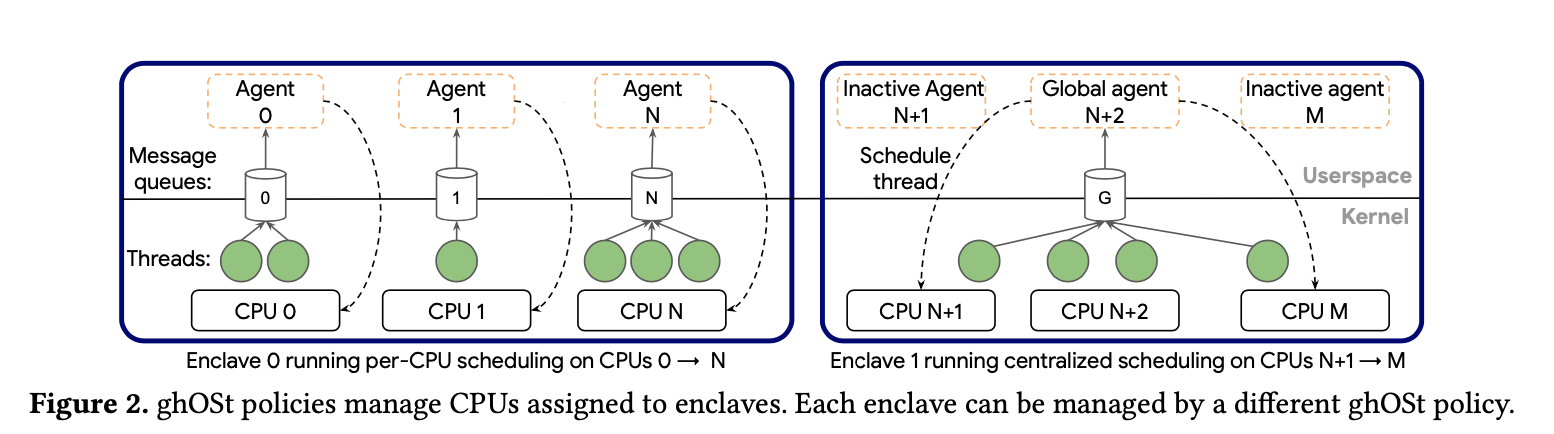 Agent
0
Agent
1
Agent
N
Inactive Agent
N+1
Global agent
N+2
Inactive agent
M
Message
queues:
0
1
N
Schedule
thread
G
Userspace
Kernel
Threads:
CPU 0
CPU 1
CPU N
CPU N+1
CPU N+2
CPU M
Enclave 0 running per-CPU scheduling on CPUs 0 → N
Enclave 1 running centralized scheduling on CPUs N+1 → M
Figure 2. ghOSt policies manage CPUs assigned to enclaves. Each enclave can be managed by a different ghOSt policy.